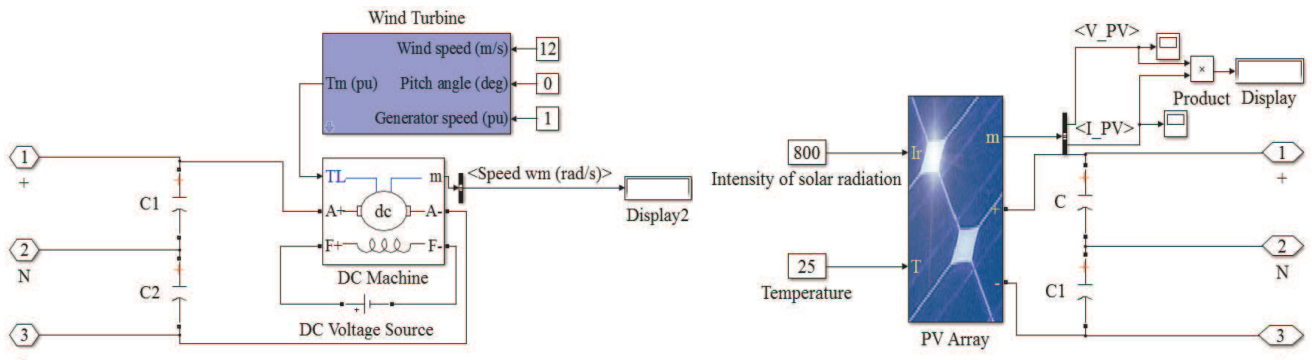 Wind Turbine
Wind speed (m/s)
12
Tm (pu)
Pitch angle (deg)
0
Generator speed (pu)
1
1
+
C1
2
N
C2
3
TL
m
A+
dc
A-
F+
F-
DC Machine
DC Voltage Source
+
<Speed wm (rad/s)>
Display2
<V_PV>
×
Product
Display
<I_PV>
800
Intensity of solar radiation
Ir
m
+
25
Temperature
T
-
PV Array
1
+
C
2
N
C1
3